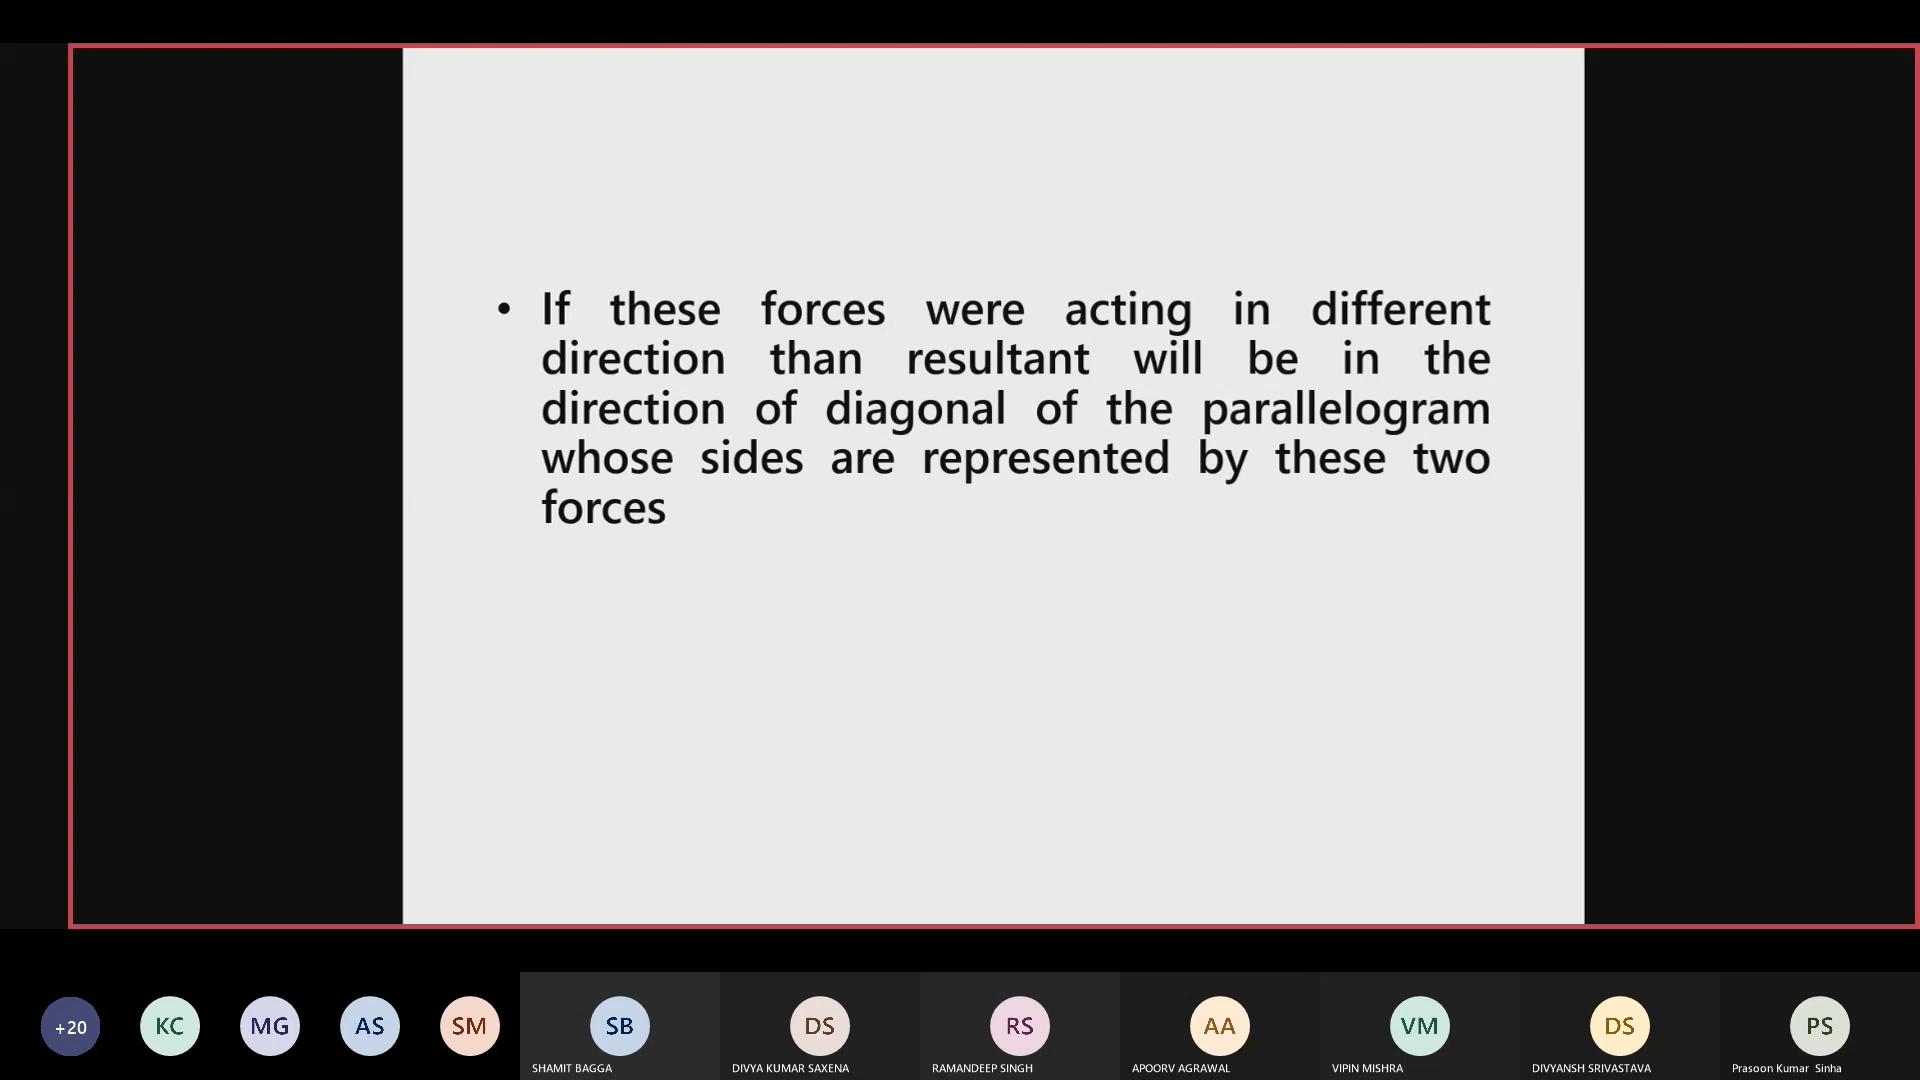 • If these forces were acting in different
direction than resultant will be in the
direction of diagonal of the parallelogram
whose sides are represented by these two
forces
+20
KC
MG
AS
SM
SB
DS
RS
AA
VM
DS
PS
SHAMIT BAGGA
DIVYA KUMAR SAXENA
RAMANDEEP SINGH
APOORV AGRAWAL
VIPIN MISHRA
DIVYANSH SRIVASTAVA
Prasoon Kumar Sinha